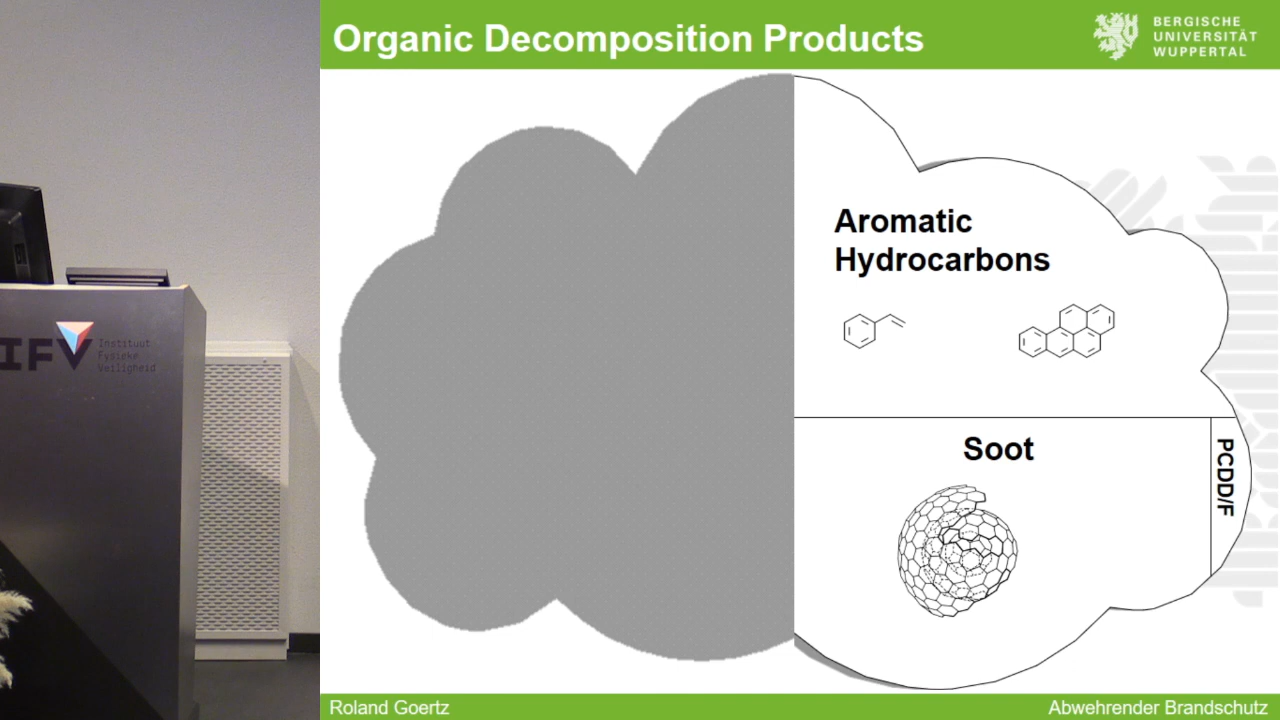 Organic Decomposition Products
BERGISCHE
UNIVERSITÄT
WUPPERTAL
Aromatic
Hydrocarbons
Soot
PCDD/F
IFV
Instituut
Fysieke
Veiligheid
Roland Goertz
Abwehrender Brandschutz